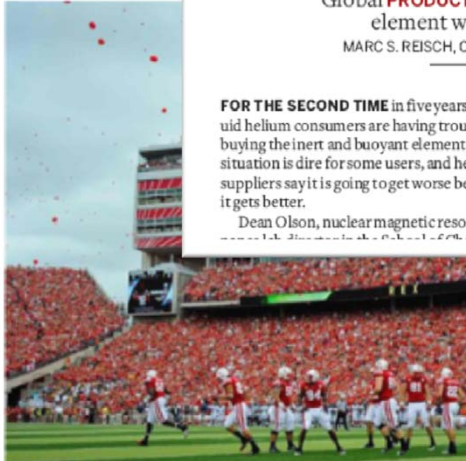 Global PRODUCT
element w
MARC S. REISCH, C
FOR THE SECOND TIME in five years
uid helium consumers are having trou
buying the inert and buoyant element
situation is dire for some users, and he
suppliers say it is going to get worse be
it gets better.
Dean Olson, nuclear magnetic reso